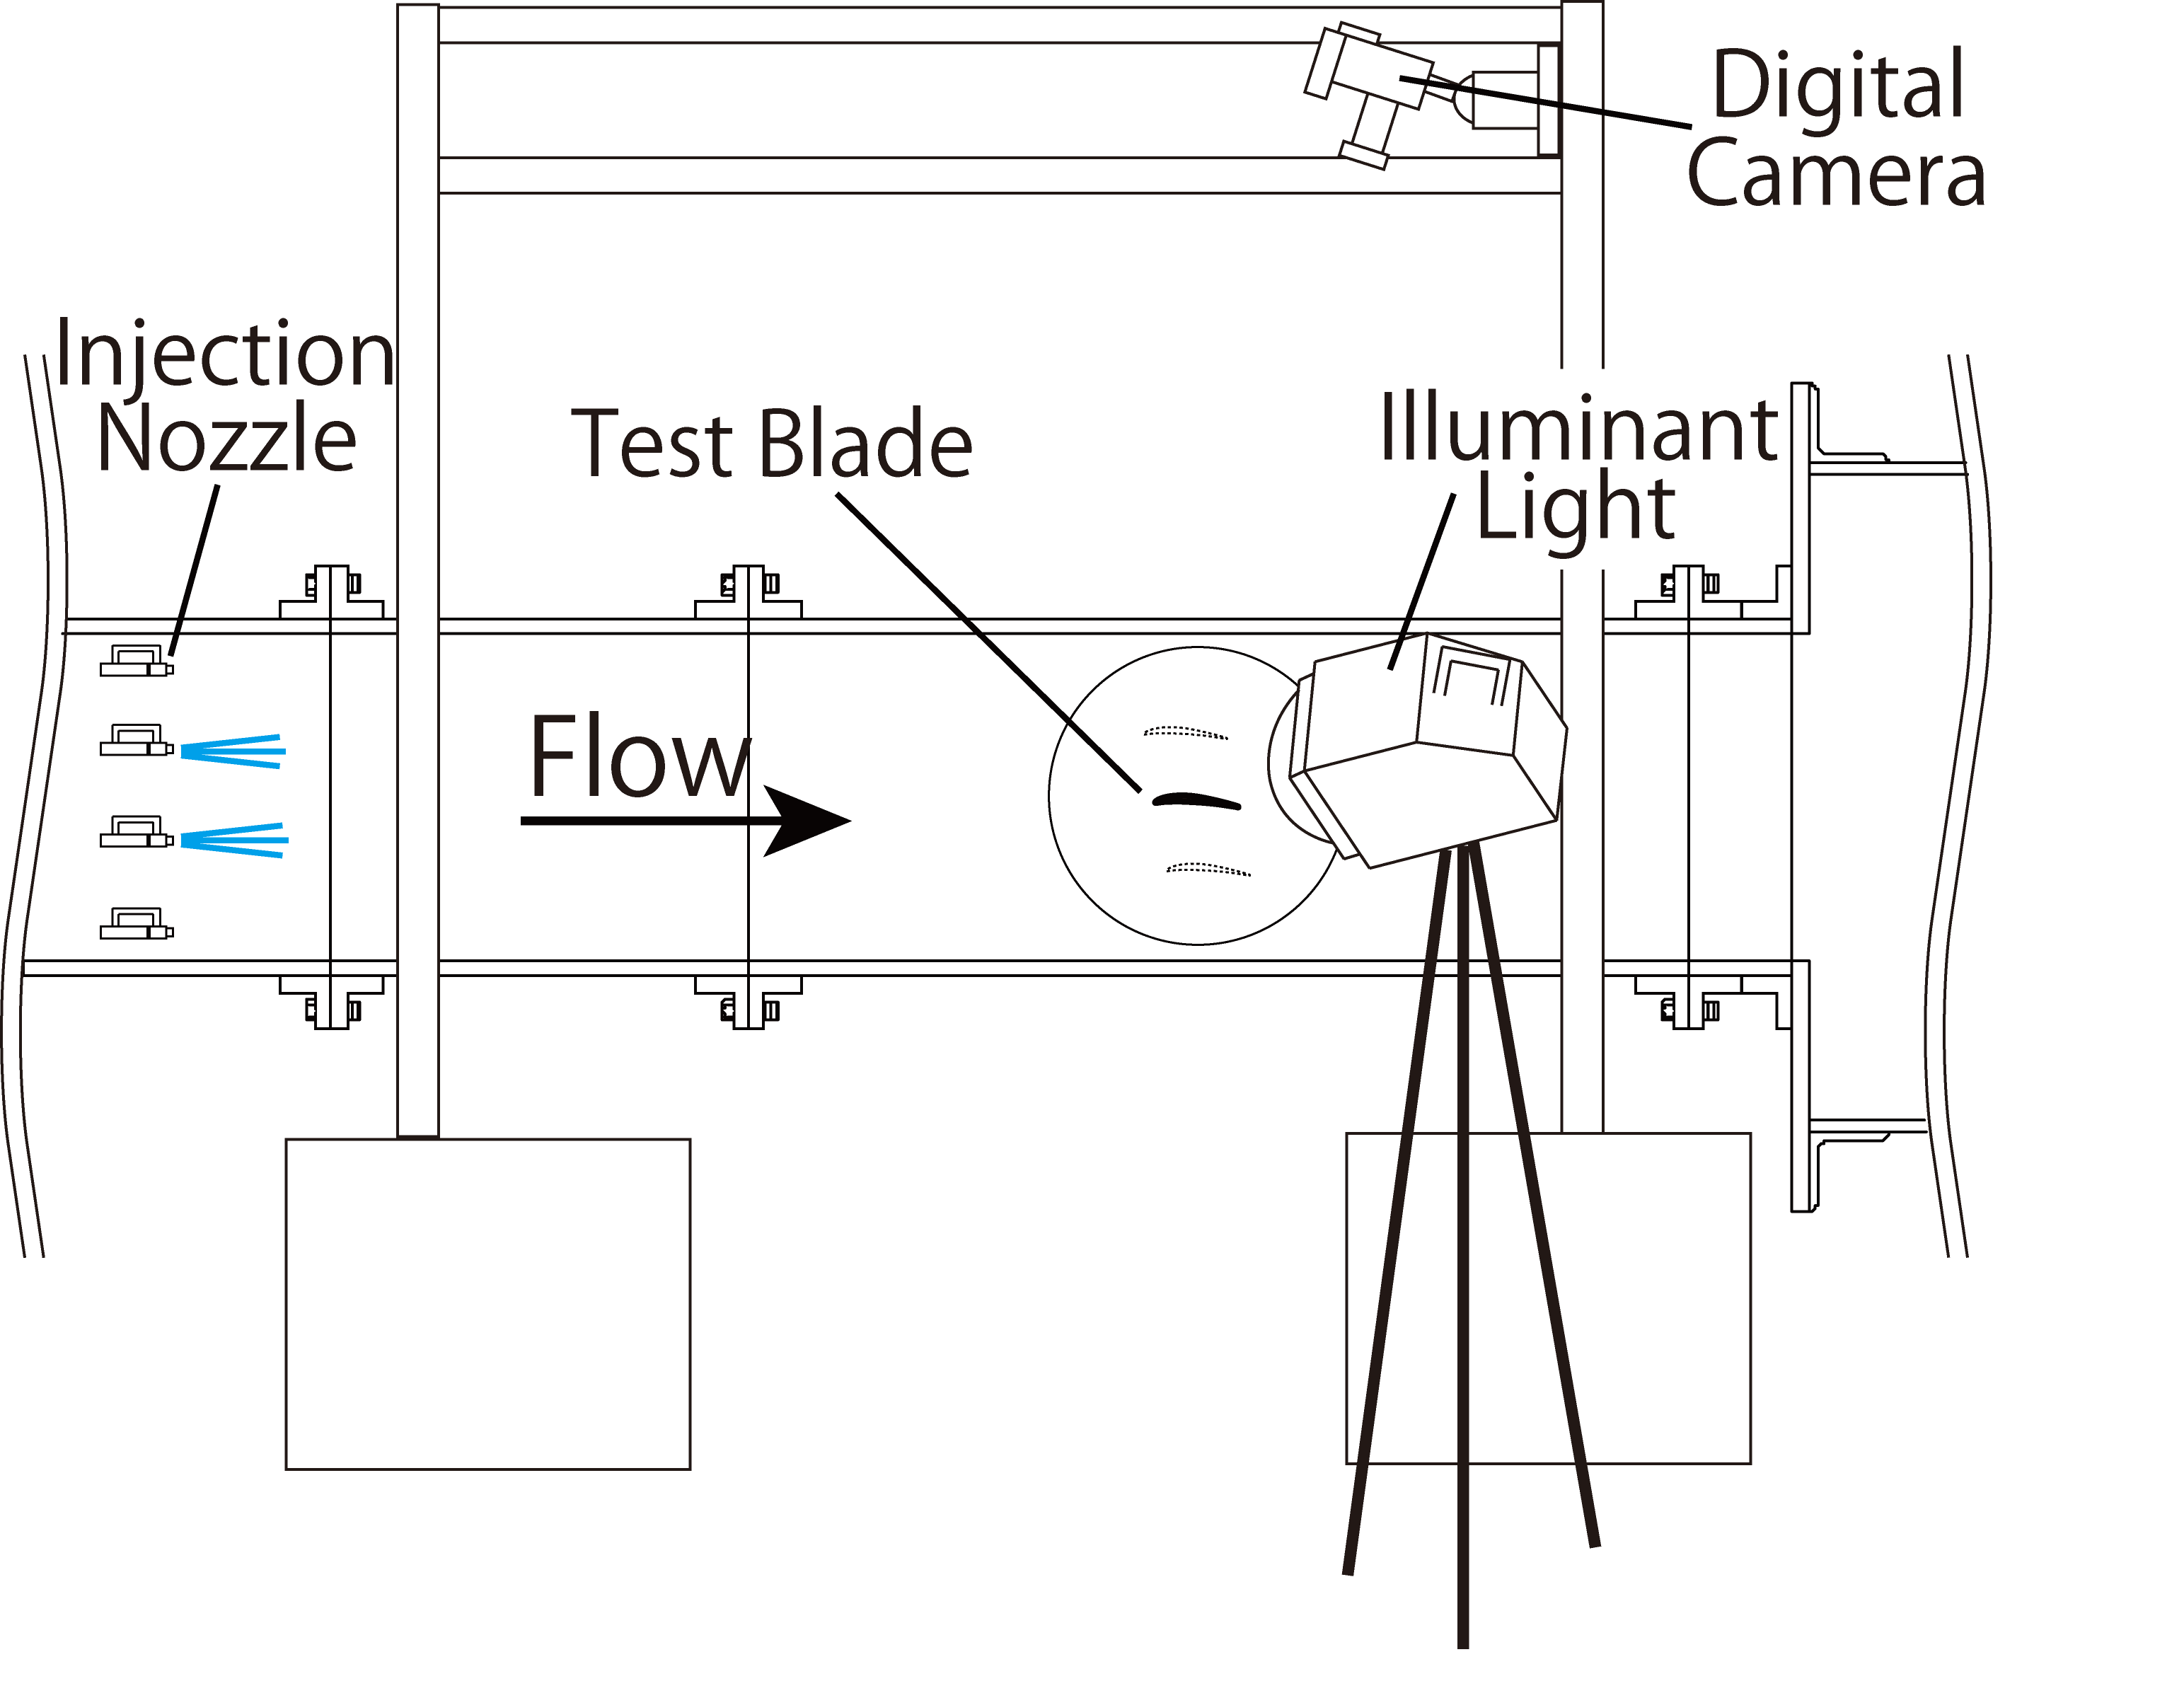 Digital
Camera
Injection
Nozzle
Test Blade
Illuminant
Light
Flow